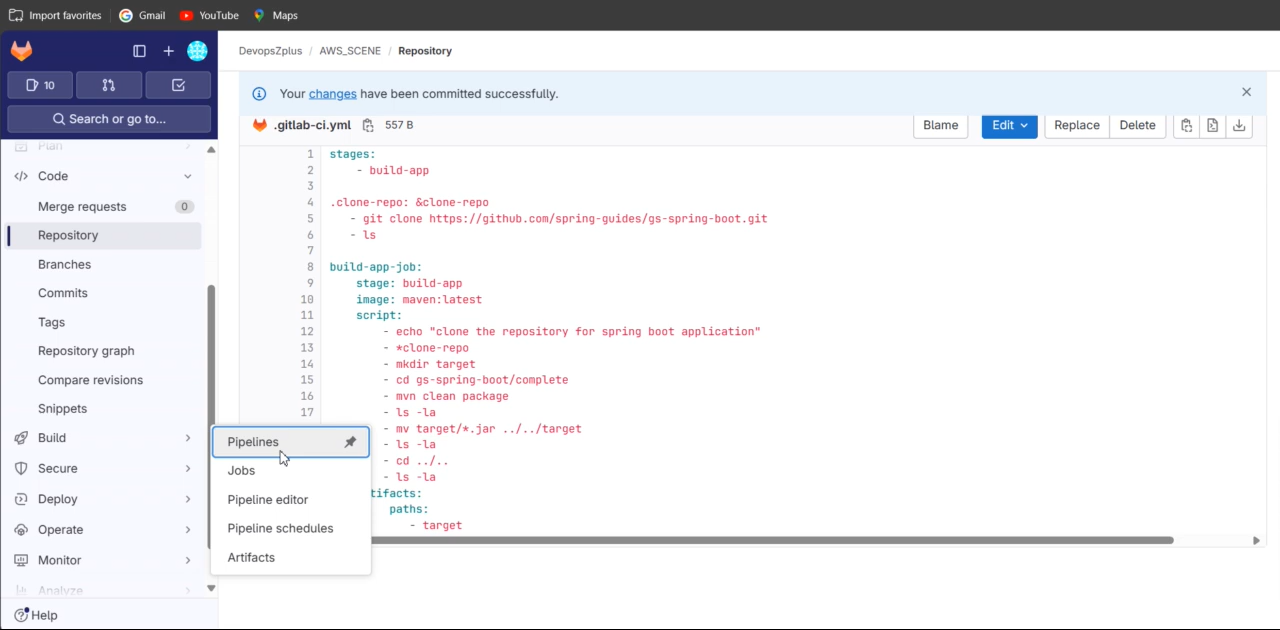 Import favorites
Gmail
YouTube
Maps
10
Search or go to...
Plan
Code
Merge requests 0
Repository
Branches
Commits
Tags
Repository graph
Compare revisions
Snippets
Build
Secure
Deploy
Operate
Monitor
Analyze
Help
Pipelines
Jobs
Pipeline editor
Pipeline schedules
Artifacts
DevopsZplus / AWS_SCENE / Repository
Your changes have been committed successfully.
.gitlab-ci.yml 557 B
Blame
Edit
Replace
Delete
1 stages:
2 - build-app
3
4 .clone-repo: &clone-repo
5 - git clone https://github.com/spring-guides/gs-spring-boot.git
6 - ls
7
8 build-app-job:
9 stage: build-app
10 image: maven:latest
11 script:
12 - echo "clone the repository for spring boot application"
13 - *clone-repo
14 - mkdir target
15 - cd gs-spring-boot/complete
16 - mvn clean package
17 - ls -la
- mv target/*.jar ../../target
- ls -la
- cd ../..
- ls -la
tifacts:
paths:
- target